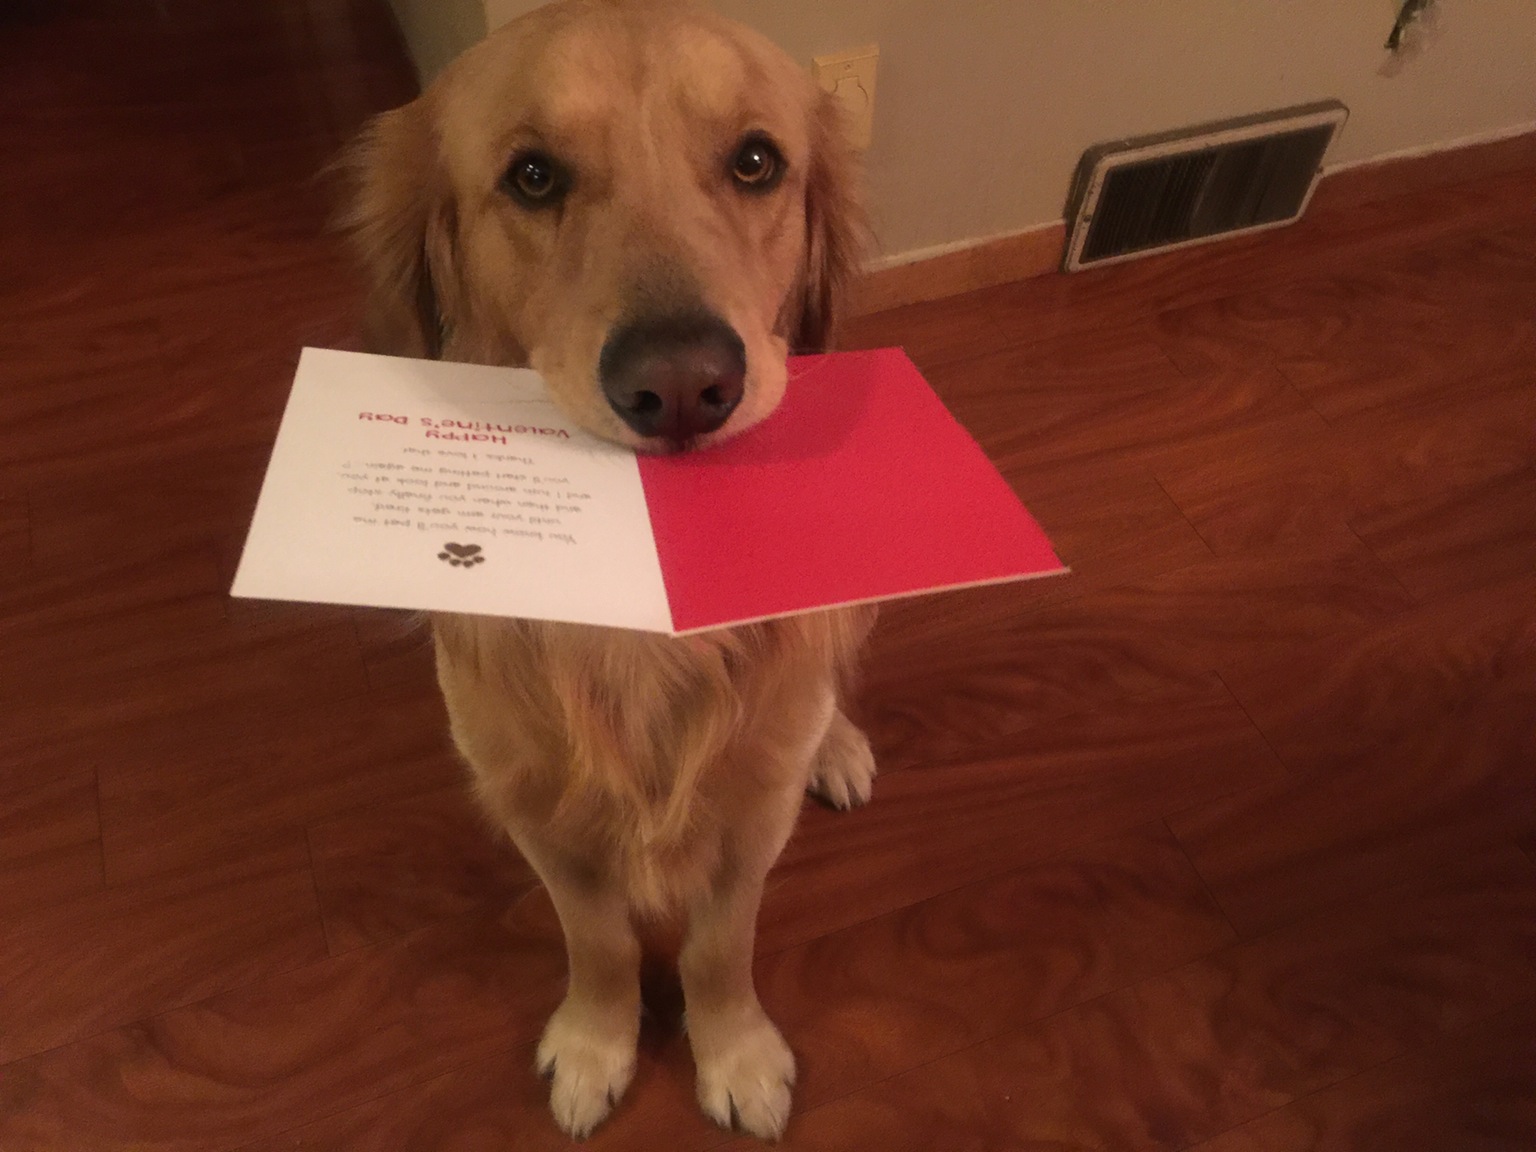 You know how you'll pet me
until your arm gets tired,
and then when you finally stop,
and I turn around and look at you,
you'll start petting me again?
Thanks. I love that.
Happy
Valentine's Day